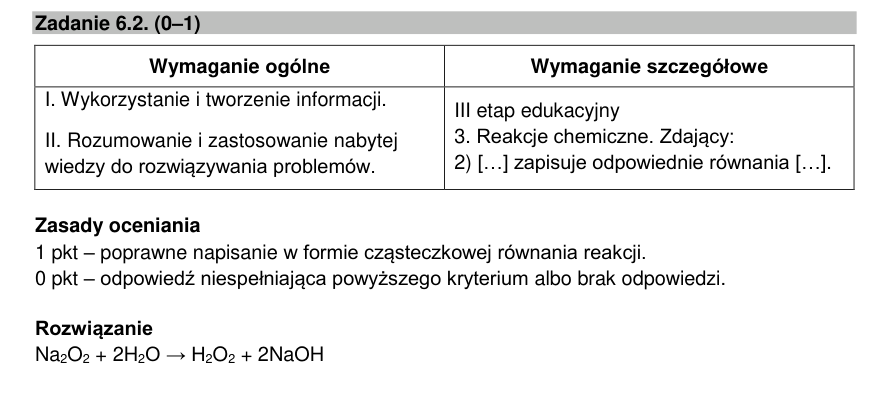 Zadanie 6.2. (0–1)
Wymaganie ogólne
Wymaganie szczegółowe
I. Wykorzystanie i tworzenie informacji.
II. Rozumowanie i zastosowanie nabytej
wiedzy do rozwiązywania problemów.
III etap edukacyjny
3. Reakcje chemiczne. Zdający:
2) […] zapisuje odpowiednie równania […].
Zasady oceniania
1 pkt – poprawne napisanie w formie cząsteczkowej równania reakcji.
0 pkt – odpowiedź niespełniająca powyższego kryterium albo brak odpowiedzi.
Rozwiązanie
Na₂O₂ + 2H₂O → H₂O₂ + 2NaOH